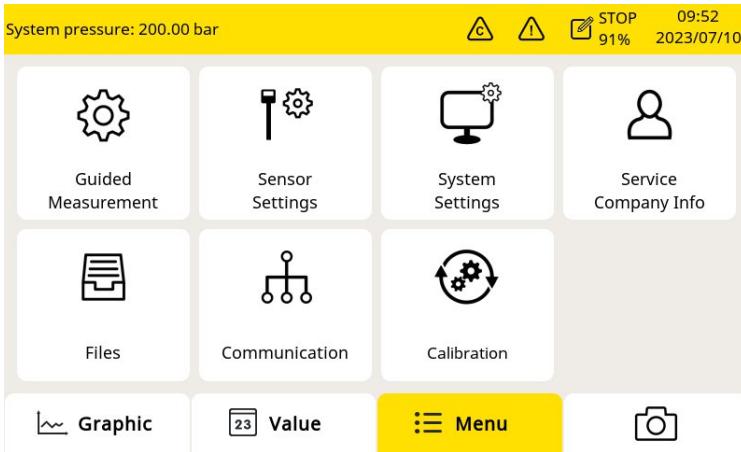 System pressure: 200.00 bar
C
!
STOP
91%
09:52
2023/07/10
Guided
Measurement
Sensor
Settings
System
Settings
Service
Company Info
Files
Communication
Calibration
Graphic
23 Value
Menu